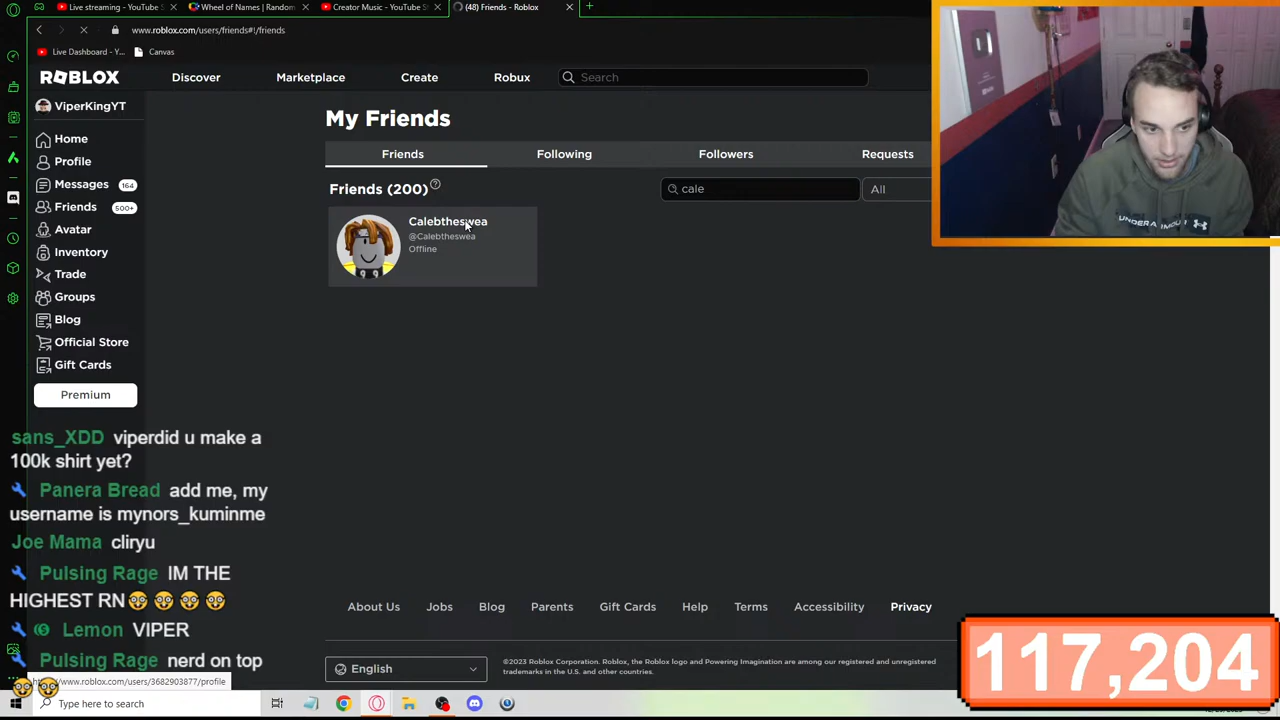 Live streaming - YouTube S
Wheel of Names | Random
Creator Music - YouTube S
(48) Friends - Roblox
www.roblox.com/users/friends#!/friends
Live Dashboard - Y...
Canvas
ROBLOX
Discover
Marketplace
Create
Robux
Search
ViperKingYT
Home
Profile
Messages
164
Friends
500+
Avatar
Inventory
Trade
Groups
Blog
Official Store
Gift Cards
Premium
My Friends
Friends
Following
Followers
Requests
Friends (200)
cale
All
Calebtheswea
@Calebtheswea
Offline
UNDER A
sans_XDD viperdid u make a
100k shirt yet?
Panera Bread add me, my
username is mynors_kuminme
Joe Mama cliryu
Pulsing Rage IM THE
HIGHEST RN
Lemon VIPER
Pulsing Rage nerd on top
www.roblox.com/users/3682903877/profile
About Us
Jobs
Blog
Parents
Gift Cards
Help
Terms
Accessibility
Privacy
English
©2023 Roblox Corporation. Roblox, the Roblox logo and Powering Imagination are among our registered and unregistered
trademarks in the U.S. and other countries.
117,204
Type here to search